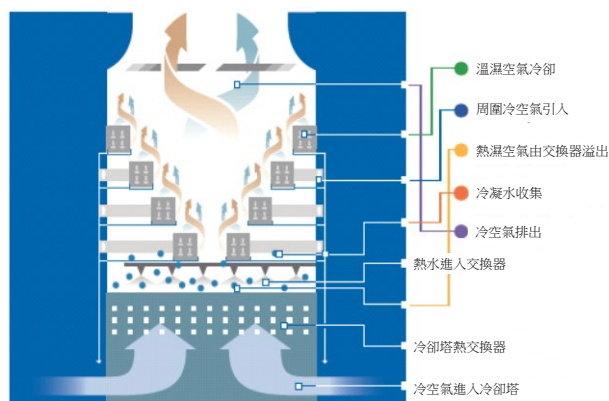 溫濕空氣冷卻
周圍冷空氣引入
熱濕空氣由交換器溢出
冷凝水收集
冷空氣排出
熱水進入交換器
冷卻塔熱交換器
冷空氣進入冷卻塔